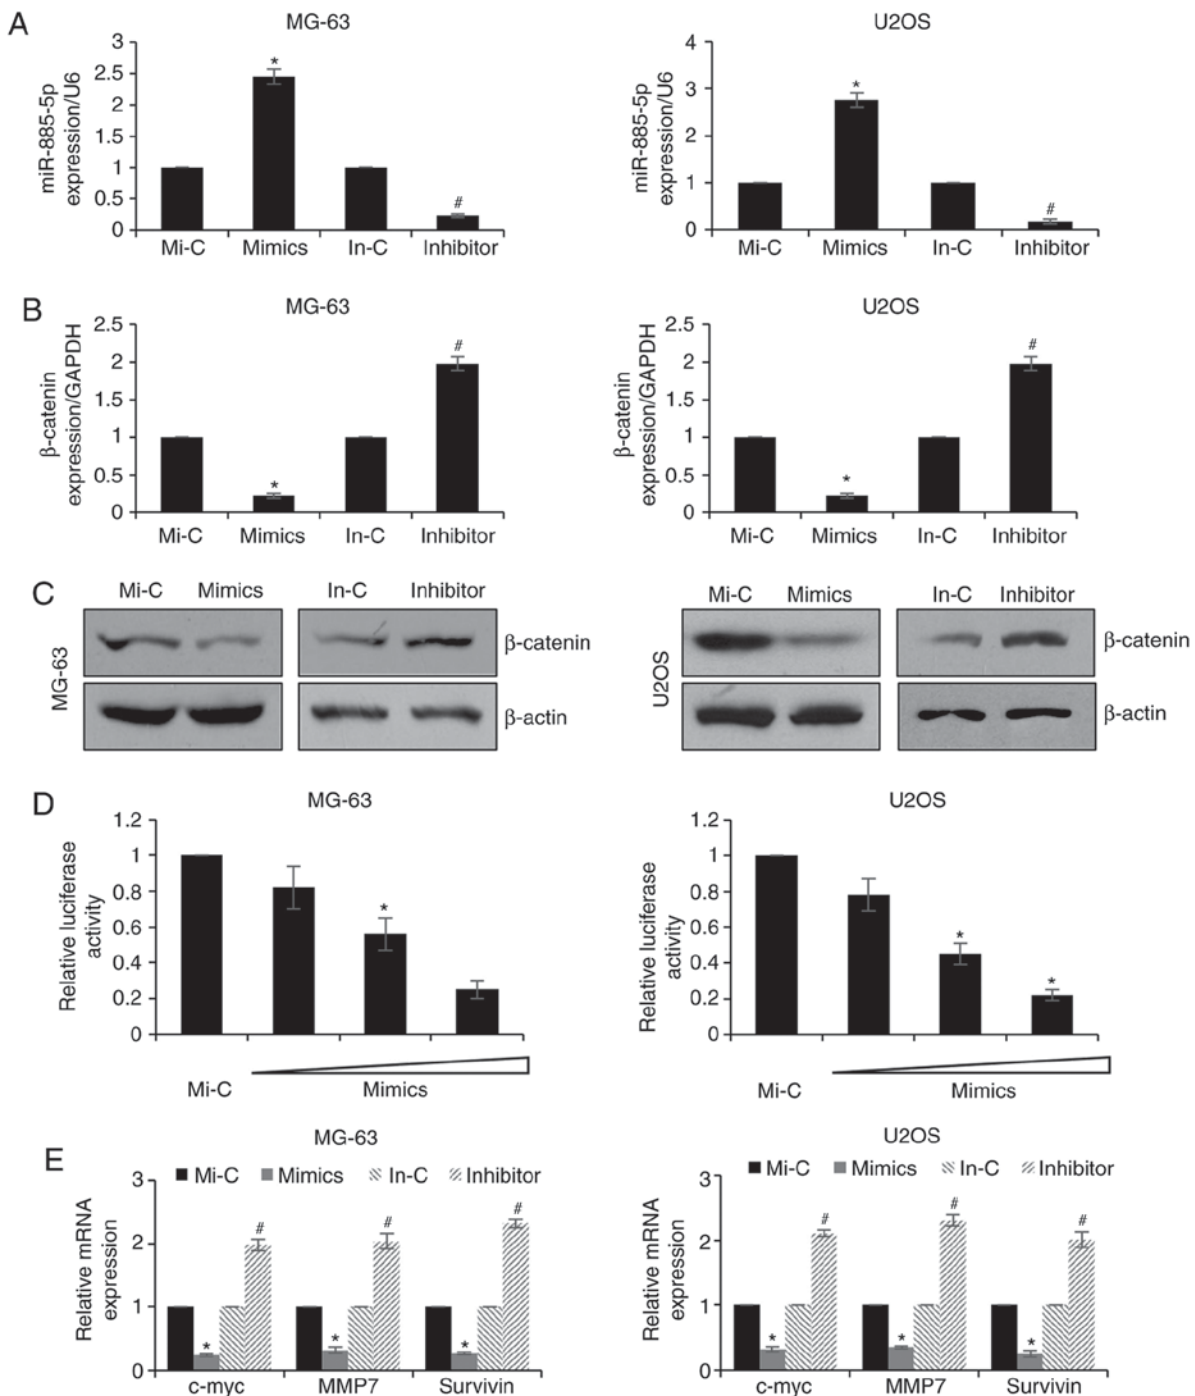 A
MG-63
miR-885-5p
expression/U6
3
2.5
2
1.5
1
0.5
0
*
#
Mi-C Mimics In-C Inhibitor
U2OS
miR-885-5p
expression/U6
4
3
2
1
0
*
#
Mi-C Mimics In-C Inhibitor
B
MG-63
β-catenin
expression/GAPDH
2.5
2
1.5
1
0.5
0
*
#
Mi-C Mimics In-C Inhibitor
U2OS
β-catenin
expression/GAPDH
2.5
2
1.5
1
0.5
0
*
#
Mi-C Mimics In-C Inhibitor
C
MG-63
Mi-C Mimics In-C Inhibitor
β-catenin
β-actin
U2OS
Mi-C Mimics In-C Inhibitor
β-catenin
β-actin
D
MG-63
Relative luciferase
activity
1.2
1
0.8
0.6
0.4
0.2
0
*
Mi-C Mimics
U2OS
Relative luciferase
activity
1.2
1
0.8
0.6
0.4
0.2
0
*
*
Mi-C Mimics
E
MG-63
Mi-C Mimics In-C Inhibitor
Relative mRNA
expression
3
2
1
0
* # * # * #
c-myc MMP7 Survivin
U2OS
Mi-C Mimics In-C Inhibitor
Relative mRNA
expression
3
2
1
0
* # * # * #
c-myc MMP7 Survivin